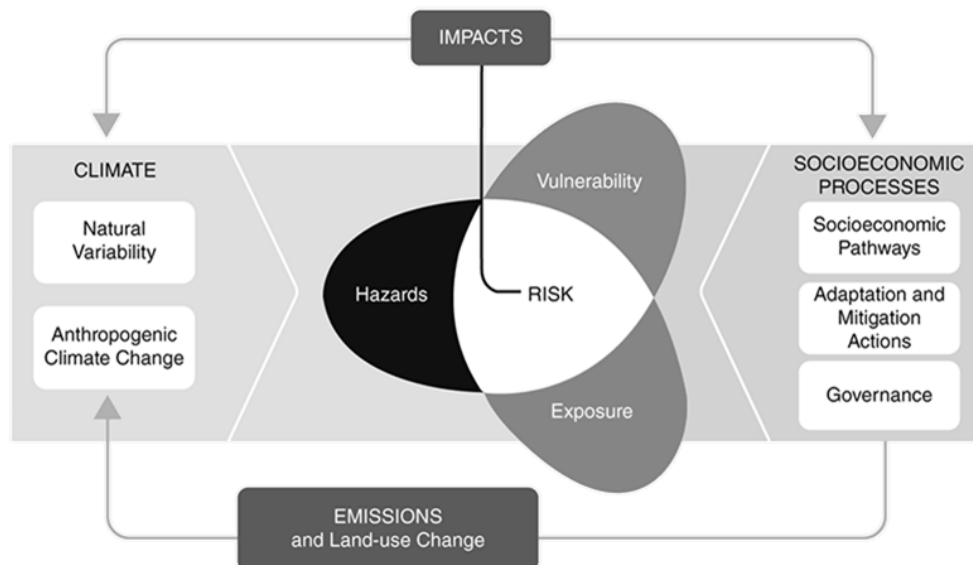 IMPACTS
CLIMATE
Natural
Variability
Anthropogenic
Climate Change
Vulnerability
Hazards
RISK
Exposure
SOCIOECONOMIC
PROCESSES
Socioeconomic
Pathways
Adaptation and
Mitigation
Actions
Governance
EMISSIONS
and Land-use Change